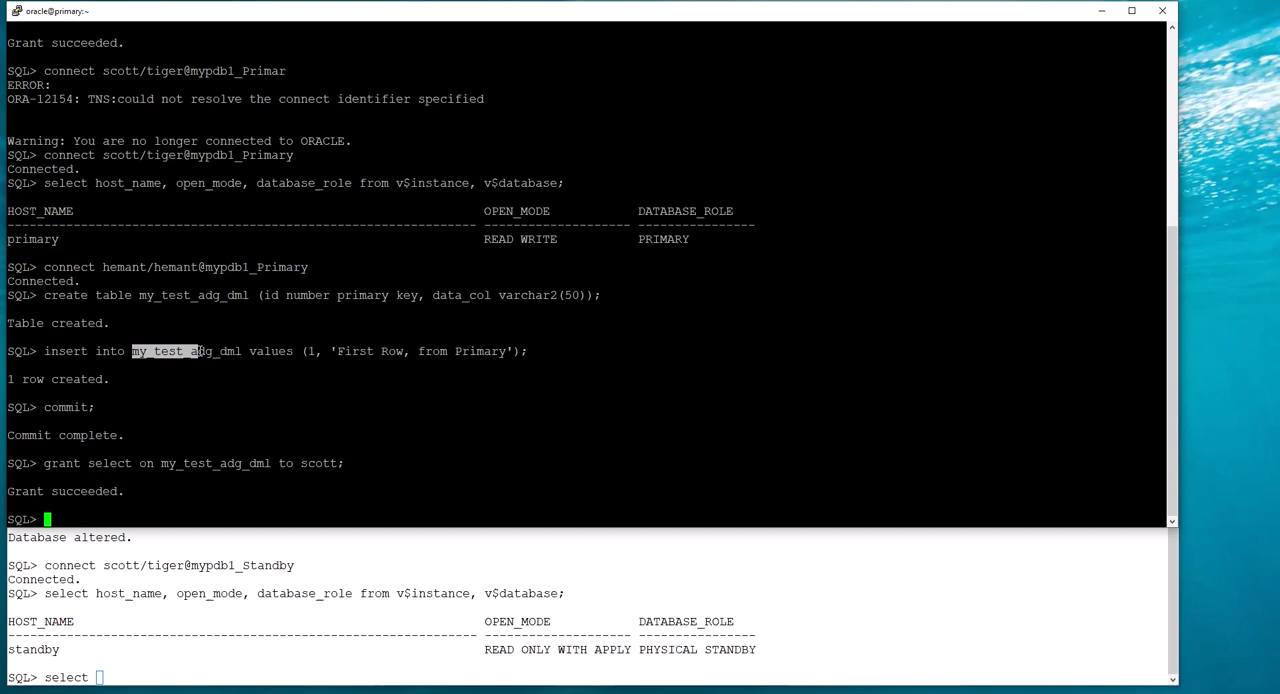 oracle@primary:~
Grant succeeded.
SQL> connect scott/tiger@mypdb1_Primar
ERROR:
ORA-12154: TNS:could not resolve the connect identifier specified
Warning: You are no longer connected to ORACLE.
SQL> connect scott/tiger@mypdb1_Primary
Connected.
SQL> select host_name, open_mode, database_role from v$instance, v$database;
HOST_NAME OPEN_MODE DATABASE_ROLE
---------------------------------------------------------------- -------------------- ----------------
primary READ WRITE PRIMARY
SQL> connect hemant/hemant@mypdb1_Primary
Connected.
SQL> create table my_test_adg_dml (id number primary key, data_col varchar2(50));
Table created.
SQL> insert into my_test_adg_dml values (1, 'First Row, from Primary');
1 row created.
SQL> commit;
Commit complete.
SQL> grant select on my_test_adg_dml to scott;
Grant succeeded.
SQL>
Database altered.
SQL> connect scott/tiger@mypdb1_Standby
Connected.
SQL> select host_name, open_mode, database_role from v$instance, v$database;
HOST_NAME OPEN_MODE DATABASE_ROLE
---------------------------------------------------------------- -------------------- ----------------
standby READ ONLY WITH APPLY PHYSICAL STANDBY
SQL> select